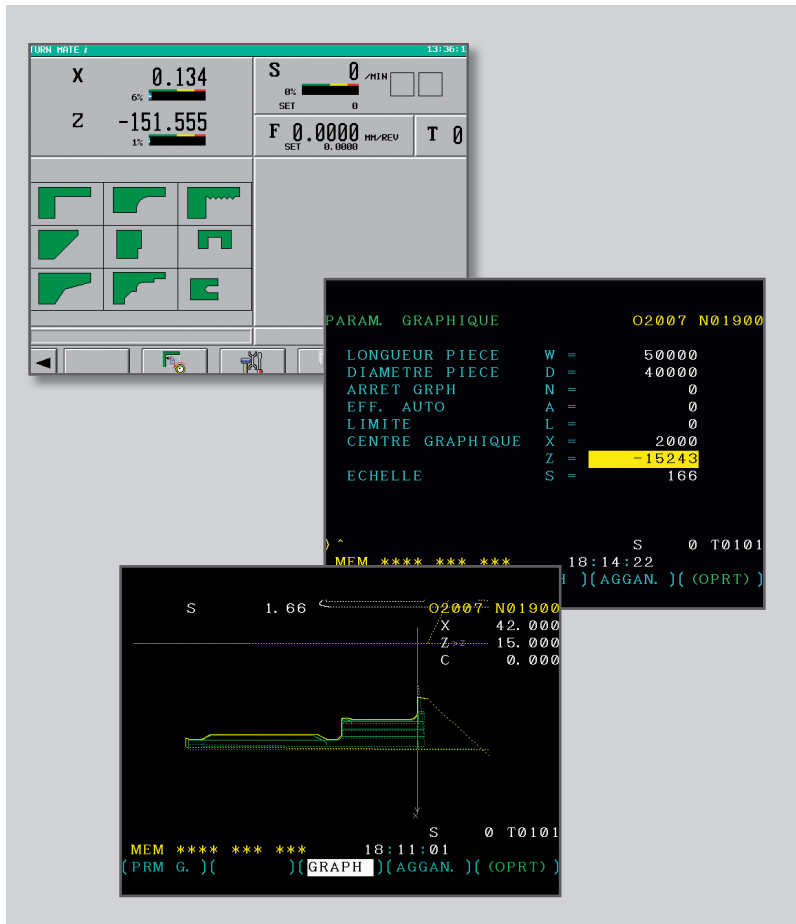 TURN MATE i 13:36:1
X 0.134
6%
Z -151.555
1%
S 0 /MIN
0%
SET 0
F 0.0000 MM/REV
SET 0.0000
T 0
PARAM. GRAPHIQUE O2007 N01900
LONGUEUR PIECE W = 50000
DIAMETRE PIECE D = 40000
ARRET GRPH N = 0
EFF. AUTO A = 0
LIMITE L = 0
CENTRE GRAPHIQUE X = 2000
Z = -15243
ECHELLE S = 166
)^
S 0 T0101
MEM **** *** *** 18:14:22
)(AGGAN. )( (OPRT) )
S 1.66 O2007 N01900
X 42.000
Z 15.000
C 0.000
X
S 0 T0101
MEM **** *** *** 18:11:01
(PRM G. )( )(GRAPH )(AGGAN. )( (OPRT) )